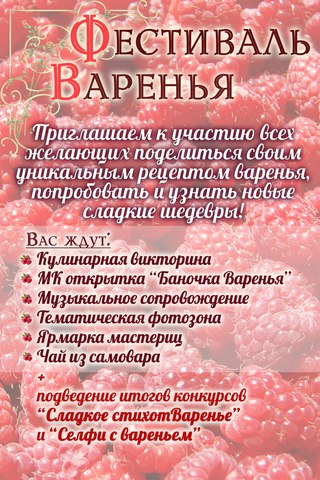 Фестиваль
Варенья
Приглашаем к участию всех
желающих поделиться своим
уникальным рецептом варенья,
попробовать и узнать новые
сладкие шедевры!
Вас ждут:
Кулинарная викторина
МК открытка “Баночка Варенья”
Музыкальное сопровождение
Тематическая фотозона
Ярмарка мастериц
Чай из самовара
+
подведение итогов конкурсов
“Сладкое стихотВаренье”
и “Селфи с вареньем”